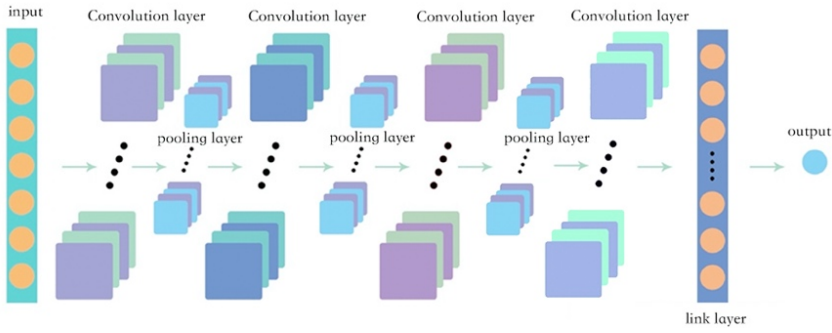 input
Convolution layer
Convolution layer
Convolution layer
Convolution layer
pooling layer
pooling layer
pooling layer
output
link layer